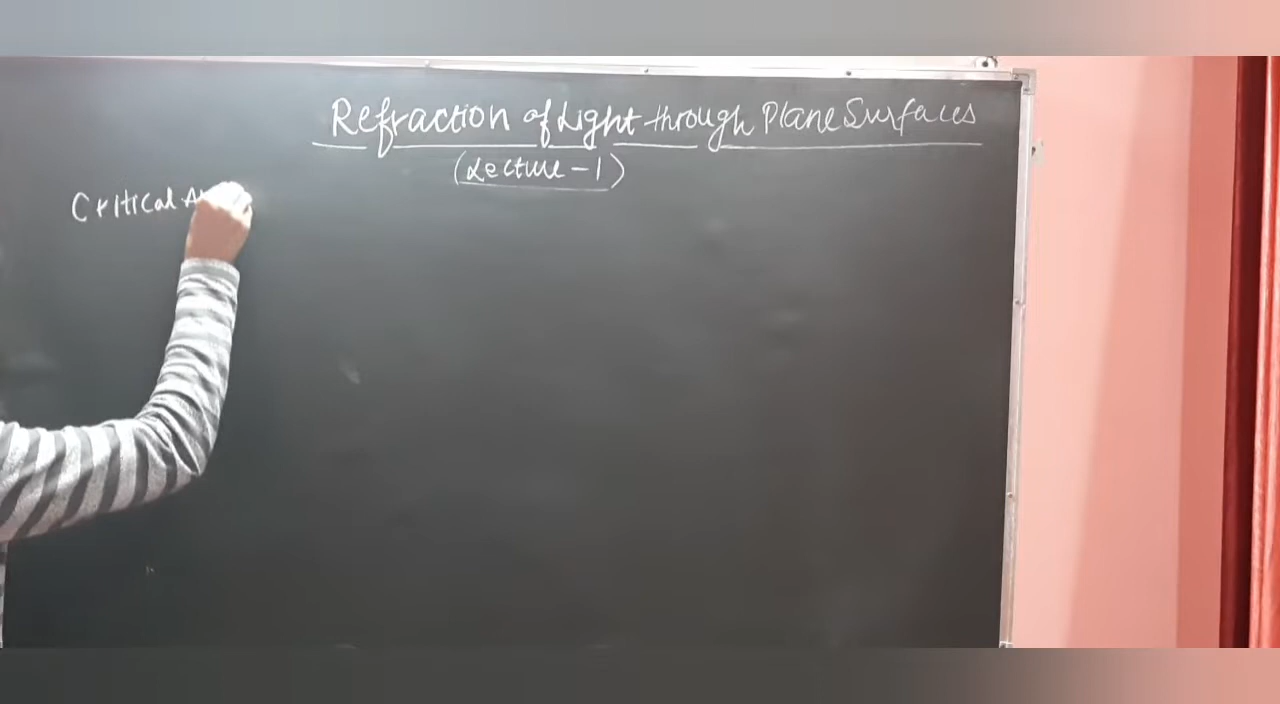 Refraction of Light through Plane Surfaces
(Lecture-1)
Critical